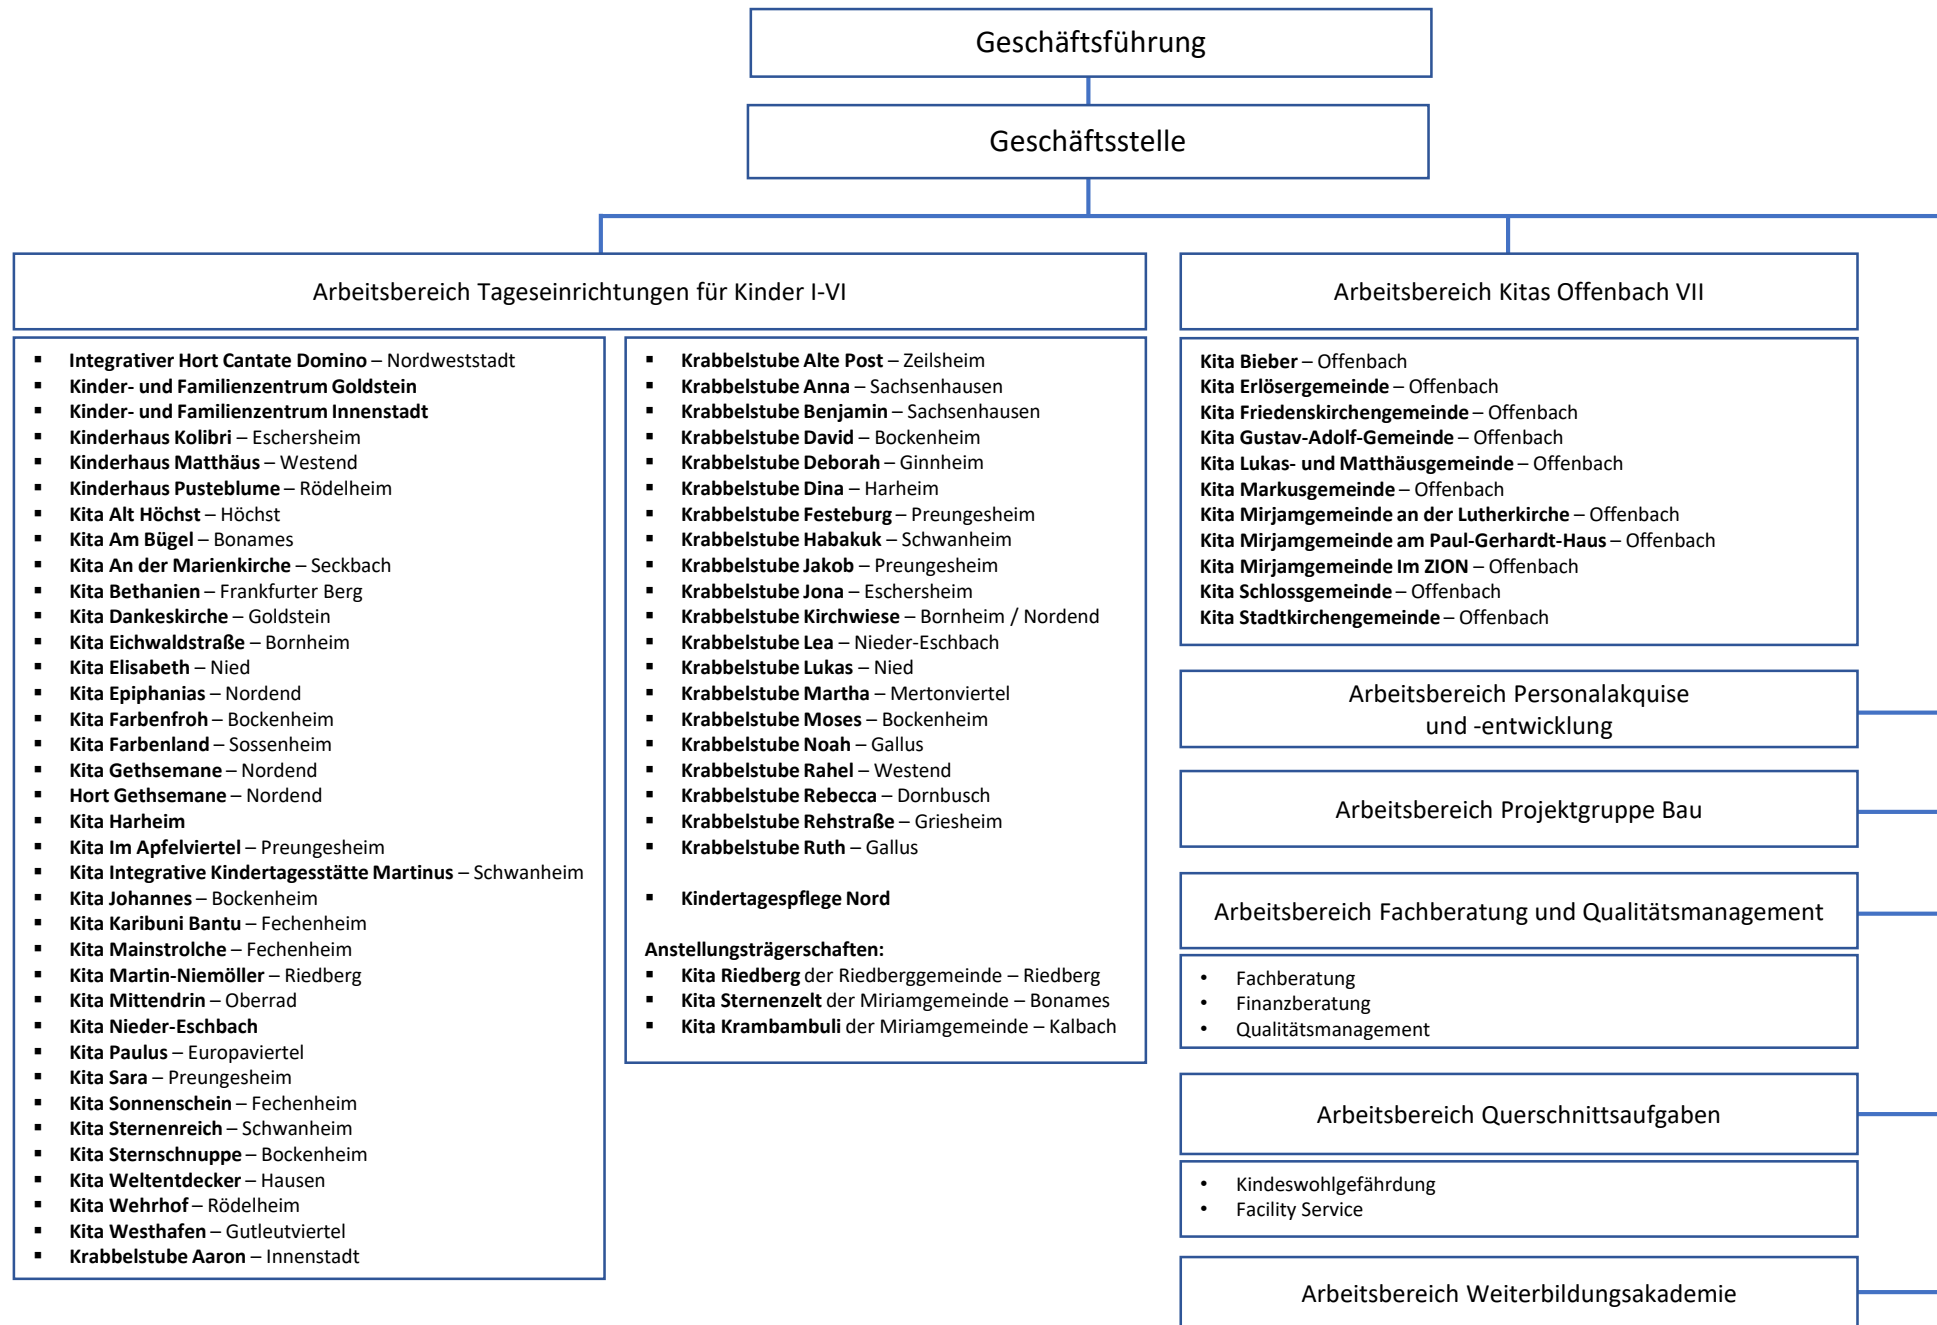 Geschäftsführung
Geschäftsstelle
Arbeitsbereich Tageseinrichtungen für Kinder I-VI
▪ Integrativer Hort Cantate Domino – Nordweststadt
▪ Kinder- und Familienzentrum Goldstein
▪ Kinder- und Familienzentrum Innenstadt
▪ Kinderhaus Kolibri – Eschersheim
▪ Kinderhaus Matthäus – Westend
▪ Kinderhaus Pusteblume – Rödelheim
▪ Kita Alt Höchst – Höchst
▪ Kita Am Bügel – Bonames
▪ Kita An der Marienkirche – Seckbach
▪ Kita Bethanien – Frankfurter Berg
▪ Kita Dankeskirche – Goldstein
▪ Kita Eichwaldstraße – Bornheim
▪ Kita Elisabeth – Nied
▪ Kita Epiphanias – Nordend
▪ Kita Farbenfroh – Bockenheim
▪ Kita Farbenland – Sossenheim
▪ Kita Gethsemane – Nordend
▪ Hort Gethsemane – Nordend
▪ Kita Harheim
▪ Kita Im Apfelviertel – Preungesheim
▪ Kita Integrative Kindertagesstätte Martinus – Schwanheim
▪ Kita Johannes – Bockenheim
▪ Kita Karibuni Bantu – Fechenheim
▪ Kita Mainstrolche – Fechenheim
▪ Kita Martin-Niemöller – Riedberg
▪ Kita Mittendrin – Oberrad
▪ Kita Nieder-Eschbach
▪ Kita Paulus – Europaviertel
▪ Kita Sara – Preungesheim
▪ Kita Sonnenschein – Fechenheim
▪ Kita Sternenreich – Schwanheim
▪ Kita Sternschnuppe – Bockenheim
▪ Kita Weltentdecker – Hausen
▪ Kita Wehrhof – Rödelheim
▪ Kita Westhafen – Gutleutviertel
▪ Krabbelstube Aaron – Innenstadt
▪ Krabbelstube Alte Post – Zeilsheim
▪ Krabbelstube Anna – Sachsenhausen
▪ Krabbelstube Benjamin – Sachsenhausen
▪ Krabbelstube David – Bockenheim
▪ Krabbelstube Deborah – Ginnheim
▪ Krabbelstube Dina – Harheim
▪ Krabbelstube Festeburg – Preungesheim
▪ Krabbelstube Habakuk – Schwanheim
▪ Krabbelstube Jakob – Preungesheim
▪ Krabbelstube Jona – Eschersheim
▪ Krabbelstube Kirchwiese – Bornheim / Nordend
▪ Krabbelstube Lea – Nieder-Eschbach
▪ Krabbelstube Lukas – Nied
▪ Krabbelstube Martha – Mertonviertel
▪ Krabbelstube Moses – Bockenheim
▪ Krabbelstube Noah – Gallus
▪ Krabbelstube Rahel – Westend
▪ Krabbelstube Rebecca – Dornbusch
▪ Krabbelstube Rehstraße – Griesheim
▪ Krabbelstube Ruth – Gallus
▪ Kindertagespflege Nord
Anstellungsträgerschaften:
▪ Kita Riedberg der Riedberggemeinde – Riedberg
▪ Kita Sternenzelt der Miriamgemeinde – Bonames
▪ Kita Krambambuli der Miriamgemeinde – Kalbach
Arbeitsbereich Kitas Offenbach VII
Kita Bieber – Offenbach
Kita Erlösergemeinde – Offenbach
Kita Friedenskirchengemeinde – Offenbach
Kita Gustav-Adolf-Gemeinde – Offenbach
Kita Lukas- und Matthäusgemeinde – Offenbach
Kita Markusgemeinde – Offenbach
Kita Mirjamgemeinde an der Lutherkirche – Offenbach
Kita Mirjamgemeinde am Paul-Gerhardt-Haus – Offenbach
Kita Mirjamgemeinde Im ZION – Offenbach
Kita Schlossgemeinde – Offenbach
Kita Stadtkirchengemeinde – Offenbach
Arbeitsbereich Personalakquise
und -entwicklung
Arbeitsbereich Projektgruppe Bau
Arbeitsbereich Fachberatung und Qualitätsmanagement
• Fachberatung
• Finanzberatung
• Qualitätsmanagement
Arbeitsbereich Querschnittsaufgaben
• Kindeswohlgefährdung
• Facility Service
Arbeitsbereich Weiterbildungsakademie